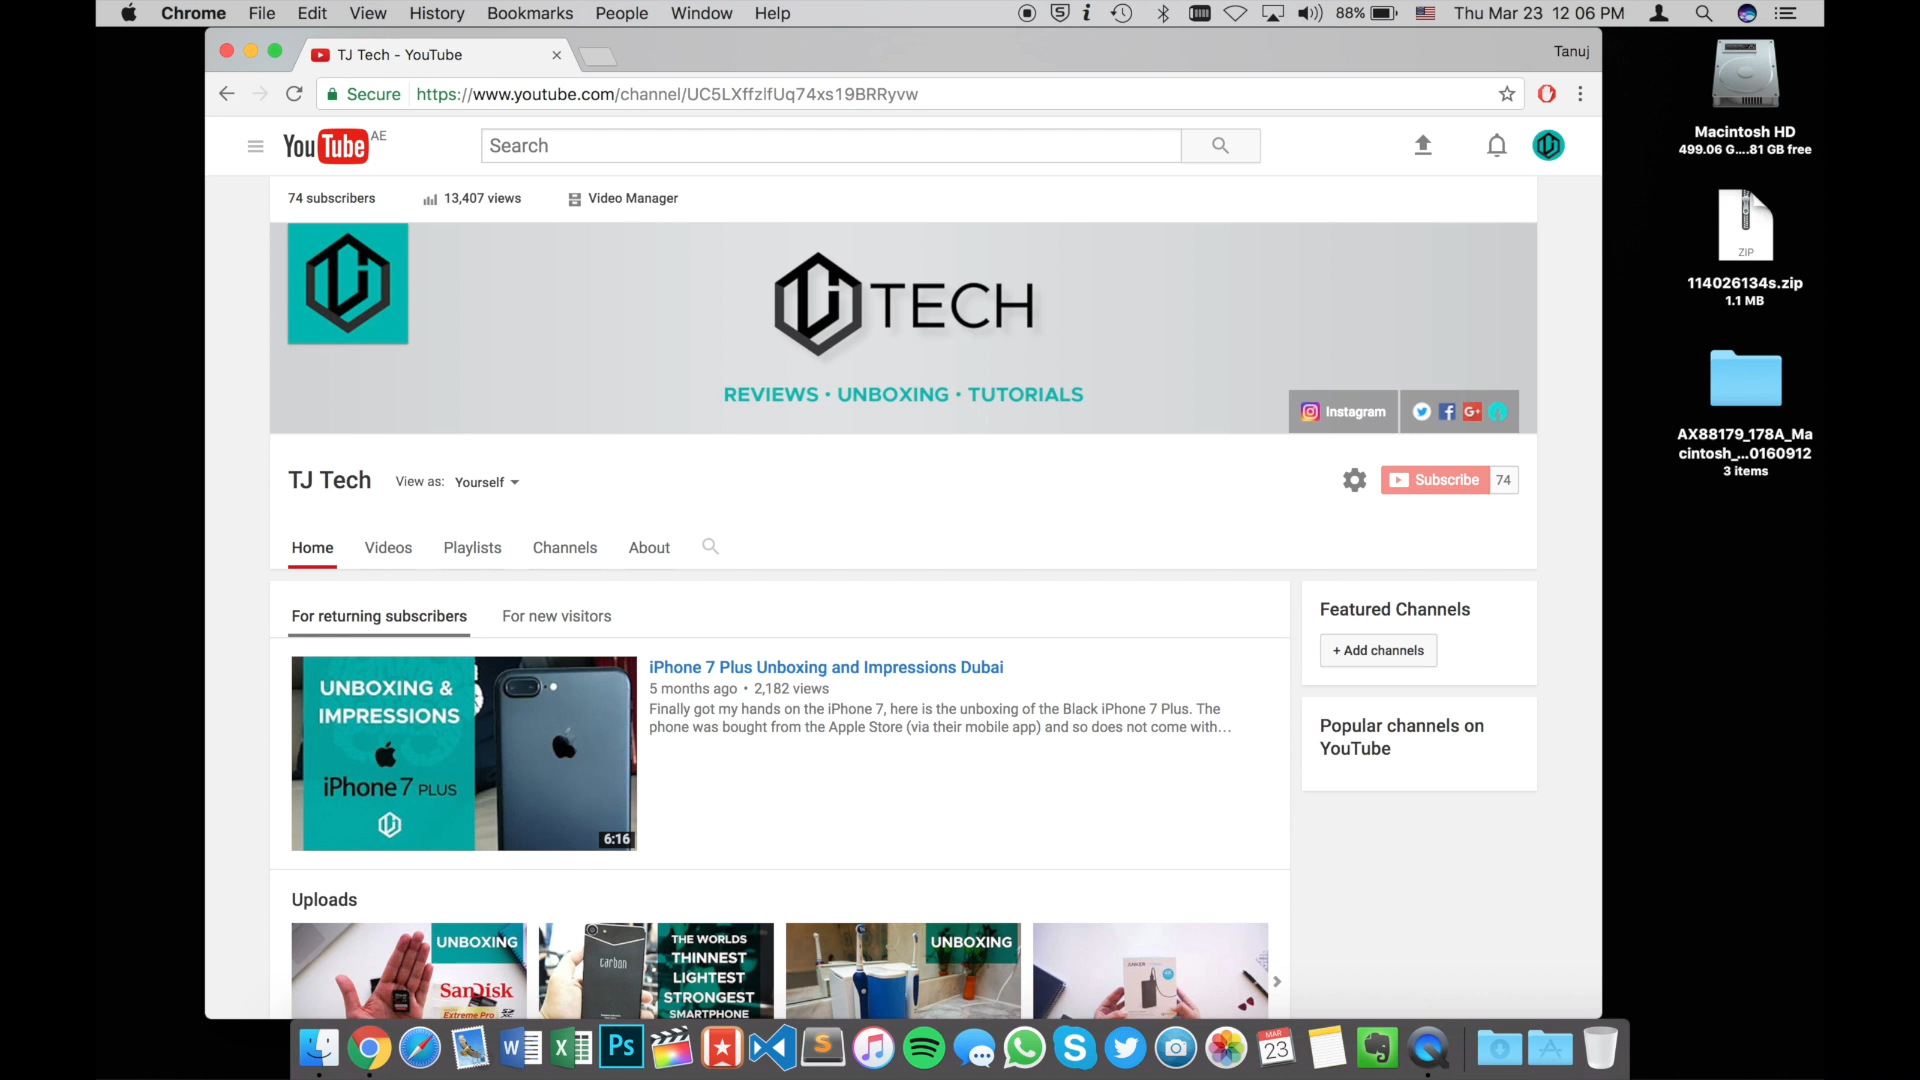 Chrome File Edit View History Bookmarks People Window Help 88% Thu Mar 23 12 06 PM
TJ Tech - YouTube
Tanuj
Secure https://www.youtube.com/channel/UC5LXffzlfUq74xs19BRRyvw
YouTube AE
Search
74 subscribers 13,407 views Video Manager
TECH
REVIEWS • UNBOXING • TUTORIALS
Instagram
TJ Tech View as: Yourself
Subscribe 74
Home Videos Playlists Channels About
For returning subscribers For new visitors
UNBOXING &
IMPRESSIONS
iPhone 7 PLUS
6:16
iPhone 7 Plus Unboxing and Impressions Dubai
5 months ago • 2,182 views
Finally got my hands on the iPhone 7, here is the unboxing of the Black iPhone 7 Plus. The
phone was bought from the Apple Store (via their mobile app) and so does not come with...
Featured Channels
+ Add channels
Popular channels on
YouTube
Uploads
UNBOXING
SanDisk
Extreme Pro
carbon
THE WORLDS
THINNEST
LIGHTEST
STRONGEST
SMARTPHONE
UNBOXING
ANKER
Macintosh HD
499.06 G....81 GB free
ZIP
114026134s.zip
1.1 MB
AX88179_178A_Ma
cintosh_...0160912
3 items
MAR
23